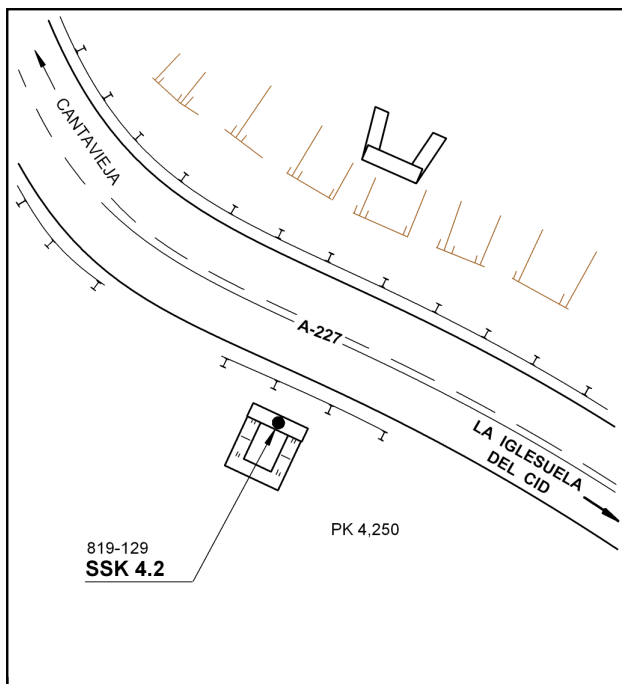 CANTAVIEJA
A-227
LA IGLESUELA
DEL CID
PK 4,250
819-129
SSK 4.2